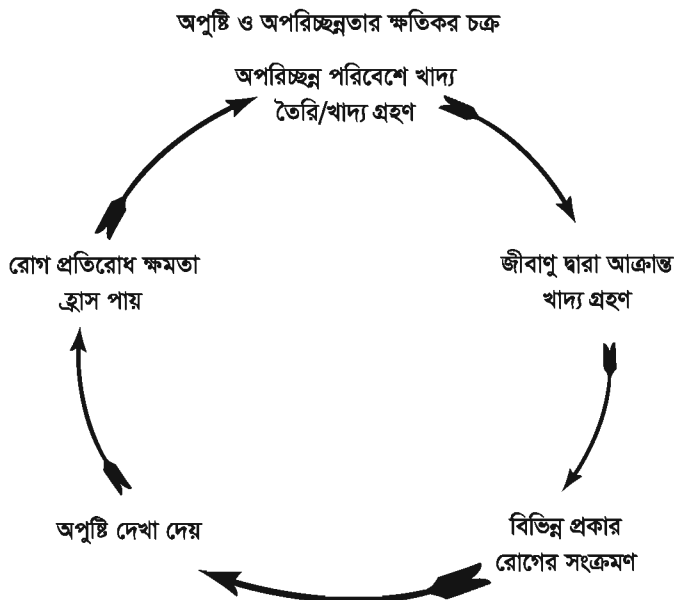 অপুষ্টি ও অপরিচ্ছন্নতার ক্ষতিকর চক্র
অপরিচ্ছন্ন পরিবেশে খাদ্য
তৈরি/খাদ্য গ্রহণ
জীবাণু দ্বারা আক্রান্ত
খাদ্য গ্রহণ
বিভিন্ন প্রকার
রোগের সংক্রমণ
অপুষ্টি দেখা দেয়
রোগ প্রতিরোধ ক্ষমতা
হ্রাস পায়